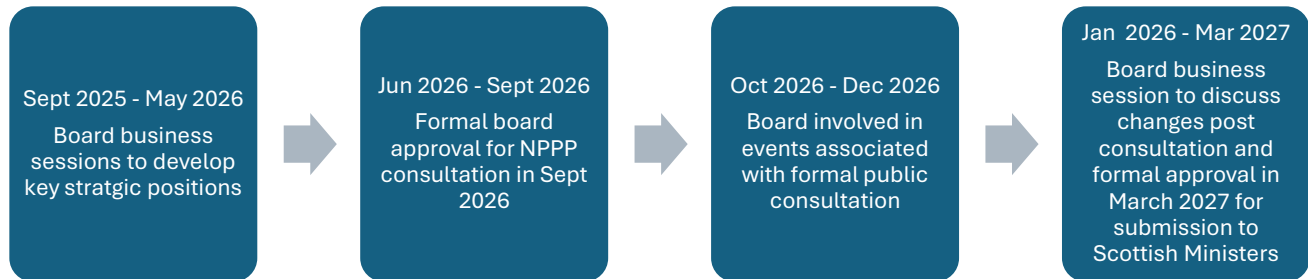 Sept 2025 - May 2026
Board business
sessions to develop
key stratgic positions
Jun 2026 - Sept 2026
Formal board
approval for NPPP
consultation in Sept
2026
Oct 2026 - Dec 2026
Board involved in
events associated
with formal public
consultation
Jan  2026 - Mar 2027
Board business
session to discuss
changes post
consultation and
formal approval in
March 2027 for
submission to
Scottish Ministers